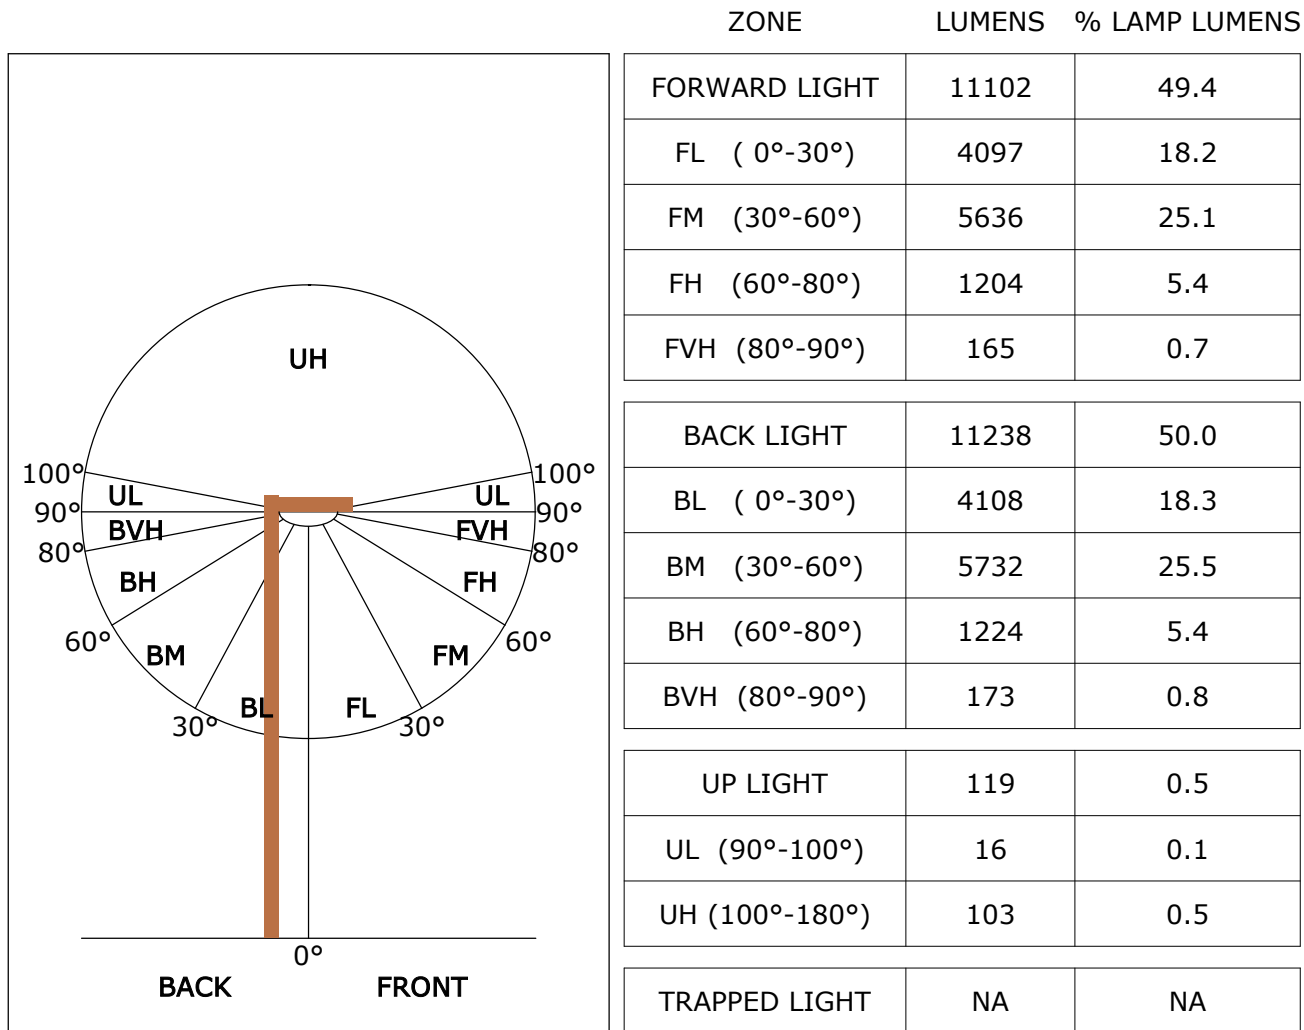 ZONE LUMENS % LAMP LUMENS
FORWARD LIGHT 11102 49.4
FL ( 0°-30°) 4097 18.2
FM (30°-60°) 5636 25.1
FH (60°-80°) 1204 5.4
FVH (80°-90°) 165 0.7
BACK LIGHT 11238 50.0
BL ( 0°-30°) 4108 18.3
BM (30°-60°) 5732 25.5
BH (60°-80°) 1224 5.4
BVH (80°-90°) 173 0.8
UP LIGHT 119 0.5
UL (90°-100°) 16 0.1
UH (100°-180°) 103 0.5
TRAPPED LIGHT NA NA
UH
100° 100°
UL UL
90° 90°
BVH FVH
80° 80°
BH FH
60° 60°
BM FM
BL FL
30° 30°
0°
BACK FRONT